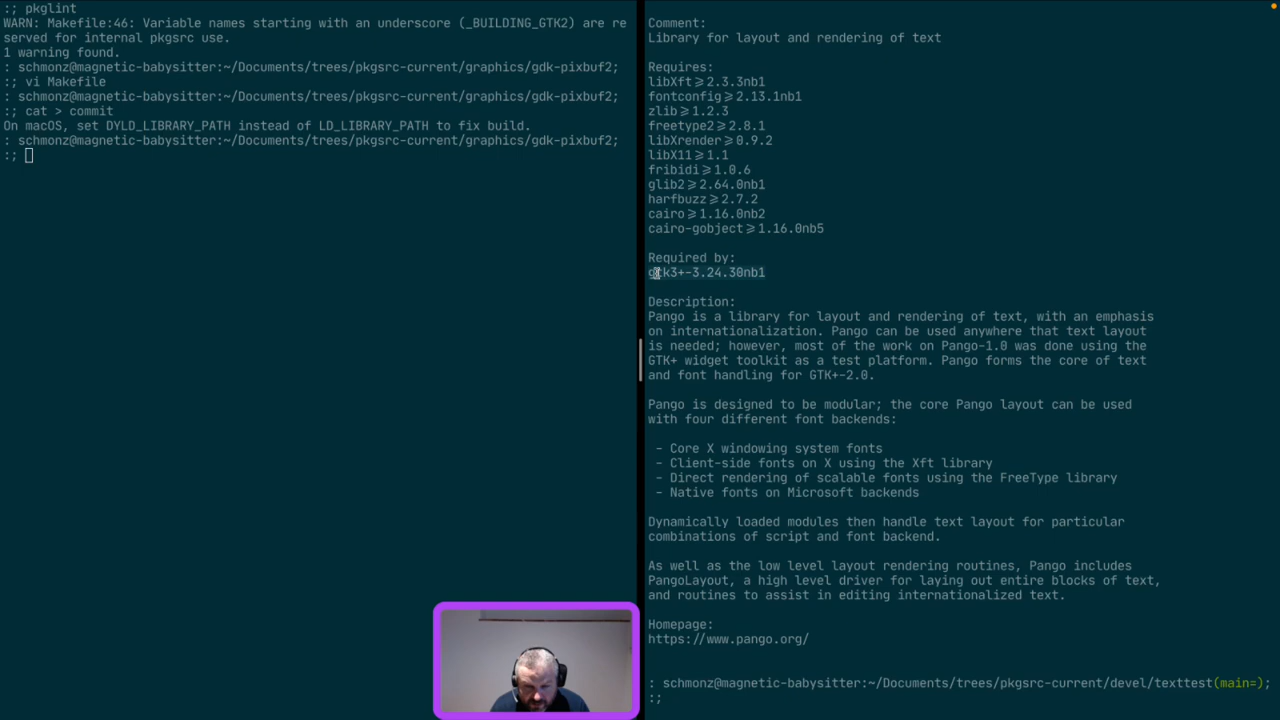 :; pkglint
WARN: Makefile:46: Variable names starting with an underscore (_BUILDING_GTK2) are re
served for internal pkgsrc use.
1 warning found.
: schmonz@magnetic-babysitter:~/Documents/trees/pkgsrc-current/graphics/gdk-pixbuf2;
:; vi Makefile
: schmonz@magnetic-babysitter:~/Documents/trees/pkgsrc-current/graphics/gdk-pixbuf2;
:; cat > commit
On macOS, set DYLD_LIBRARY_PATH instead of LD_LIBRARY_PATH to fix build.
: schmonz@magnetic-babysitter:~/Documents/trees/pkgsrc-current/graphics/gdk-pixbuf2;
:;
Comment:
Library for layout and rendering of text
Requires:
libXft≥2.3.3nb1
fontconfig≥2.13.1nb1
zlib≥1.2.3
freetype2≥2.8.1
libXrender≥0.9.2
libX11≥1.1
fribidi≥1.0.6
glib2≥2.64.0nb1
harfbuzz≥2.7.2
cairo≥1.16.0nb2
cairo-gobject≥1.16.0nb5
Required by:
gtk3+-3.24.30nb1
Description:
Pango is a library for layout and rendering of text, with an emphasis
on internationalization. Pango can be used anywhere that text layout
is needed; however, most of the work on Pango-1.0 was done using the
GTK+ widget toolkit as a test platform. Pango forms the core of text
and font handling for GTK+-2.0.
Pango is designed to be modular; the core Pango layout can be used
with four different font backends:
- Core X windowing system fonts
- Client-side fonts on X using the Xft library
- Direct rendering of scalable fonts using the FreeType library
- Native fonts on Microsoft backends
Dynamically loaded modules then handle text layout for particular
combinations of script and font backend.
As well as the low level layout rendering routines, Pango includes
PangoLayout, a high level driver for laying out entire blocks of text,
and routines to assist in editing internationalized text.
Homepage:
https://www.pango.org/
: schmonz@magnetic-babysitter:~/Documents/trees/pkgsrc-current/devel/texttest(main=);
:;